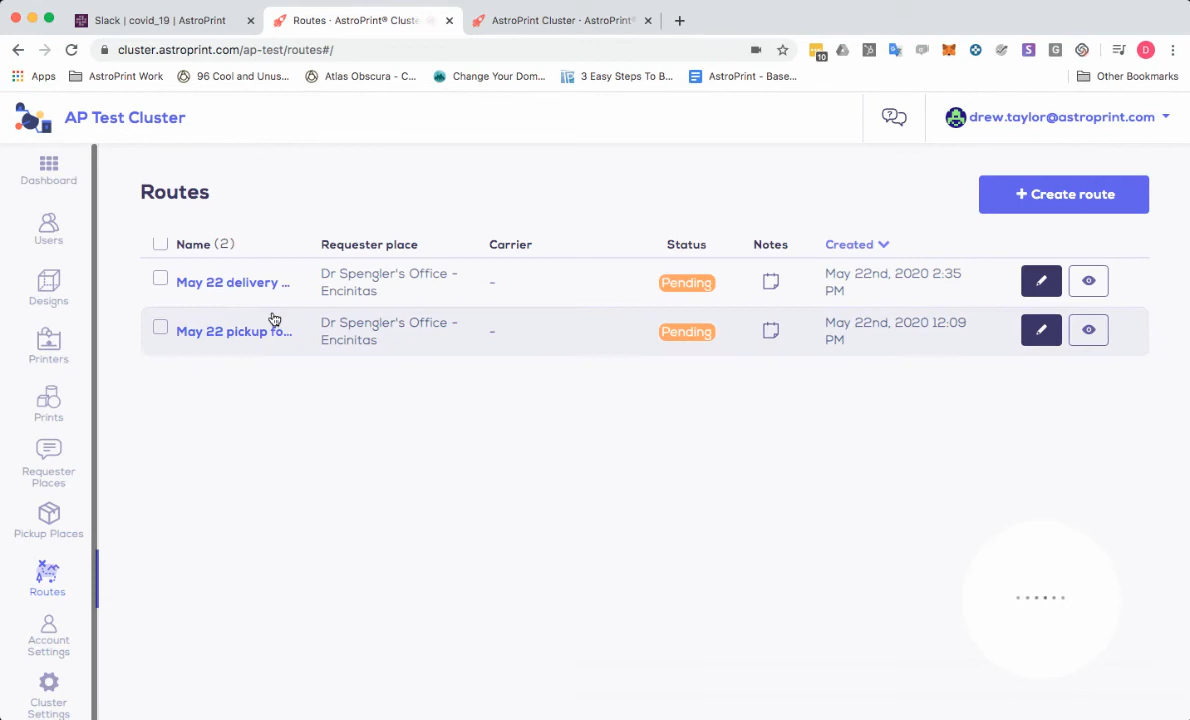 Slack | covid_19 | AstroPrint
Routes · AstroPrint® Cluste
AstroPrint Cluster · AstroPrint®
cluster.astroprint.com/ap-test/routes#/
10
S
G
D
Apps
AstroPrint Work
96 Cool and Unus...
Atlas Obscura - C...
Change Your Dom...
3 Easy Steps To B...
AstroPrint - Base...
Other Bookmarks
AP Test Cluster
drew.taylor@astroprint.com
Dashboard
Users
Designs
Printers
Prints
Requester
Places
Pickup Places
Routes
Account
Settings
Cluster
Settings
Routes
+ Create route
Name (2)
Requester place
Carrier
Status
Notes
Created
May 22 delivery ...
Dr Spengler's Office -
Encinitas
-
Pending
May 22nd, 2020 2:35
PM
May 22 pickup fo...
Dr Spengler's Office -
Encinitas
-
Pending
May 22nd, 2020 12:09
PM